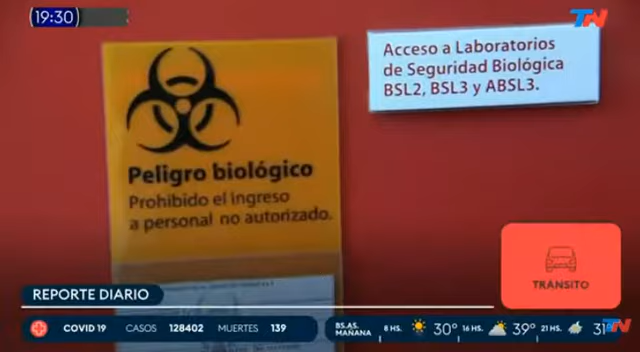 19:30
TN
Acceso a Laboratorios
de Seguridad Biológica
BSL2, BSL3 y ABSL3.
Peligro biológico
Prohibido el ingreso
a personal no autorizado.
TRANSITO
REPORTE DIARIO
COVID 19 CASOS 128402 MUERTES 139
BS.AS. MAÑANA 8 HS. 30° 16 HS. 39° 21 HS. 31°
TN